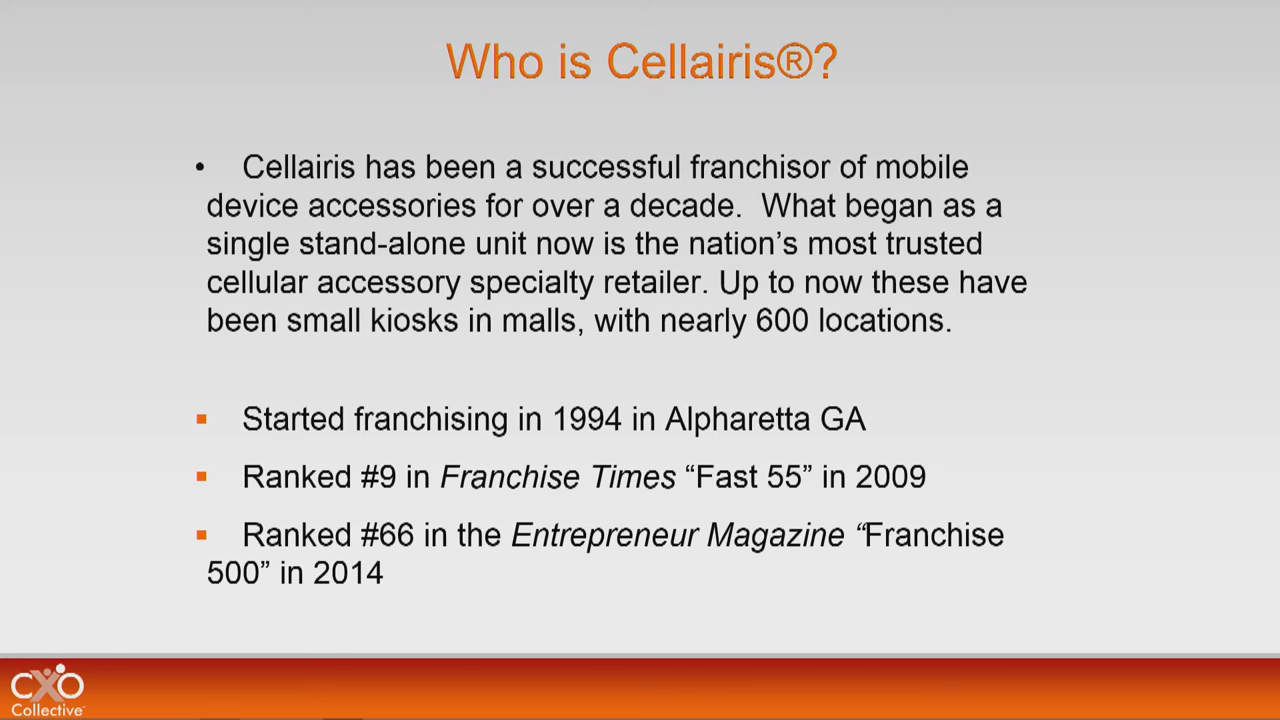 Who is Cellairis®?
• Cellairis has been a successful franchisor of mobile
device accessories for over a decade.  What began as a
single stand-alone unit now is the nation’s most trusted
cellular accessory specialty retailer. Up to now these have
been small kiosks in malls, with nearly 600 locations.
▪ Started franchising in 1994 in Alpharetta GA
▪ Ranked #9 in Franchise Times “Fast 55” in 2009
▪ Ranked #66 in the Entrepreneur Magazine “Franchise
500” in 2014
CXO
Collective